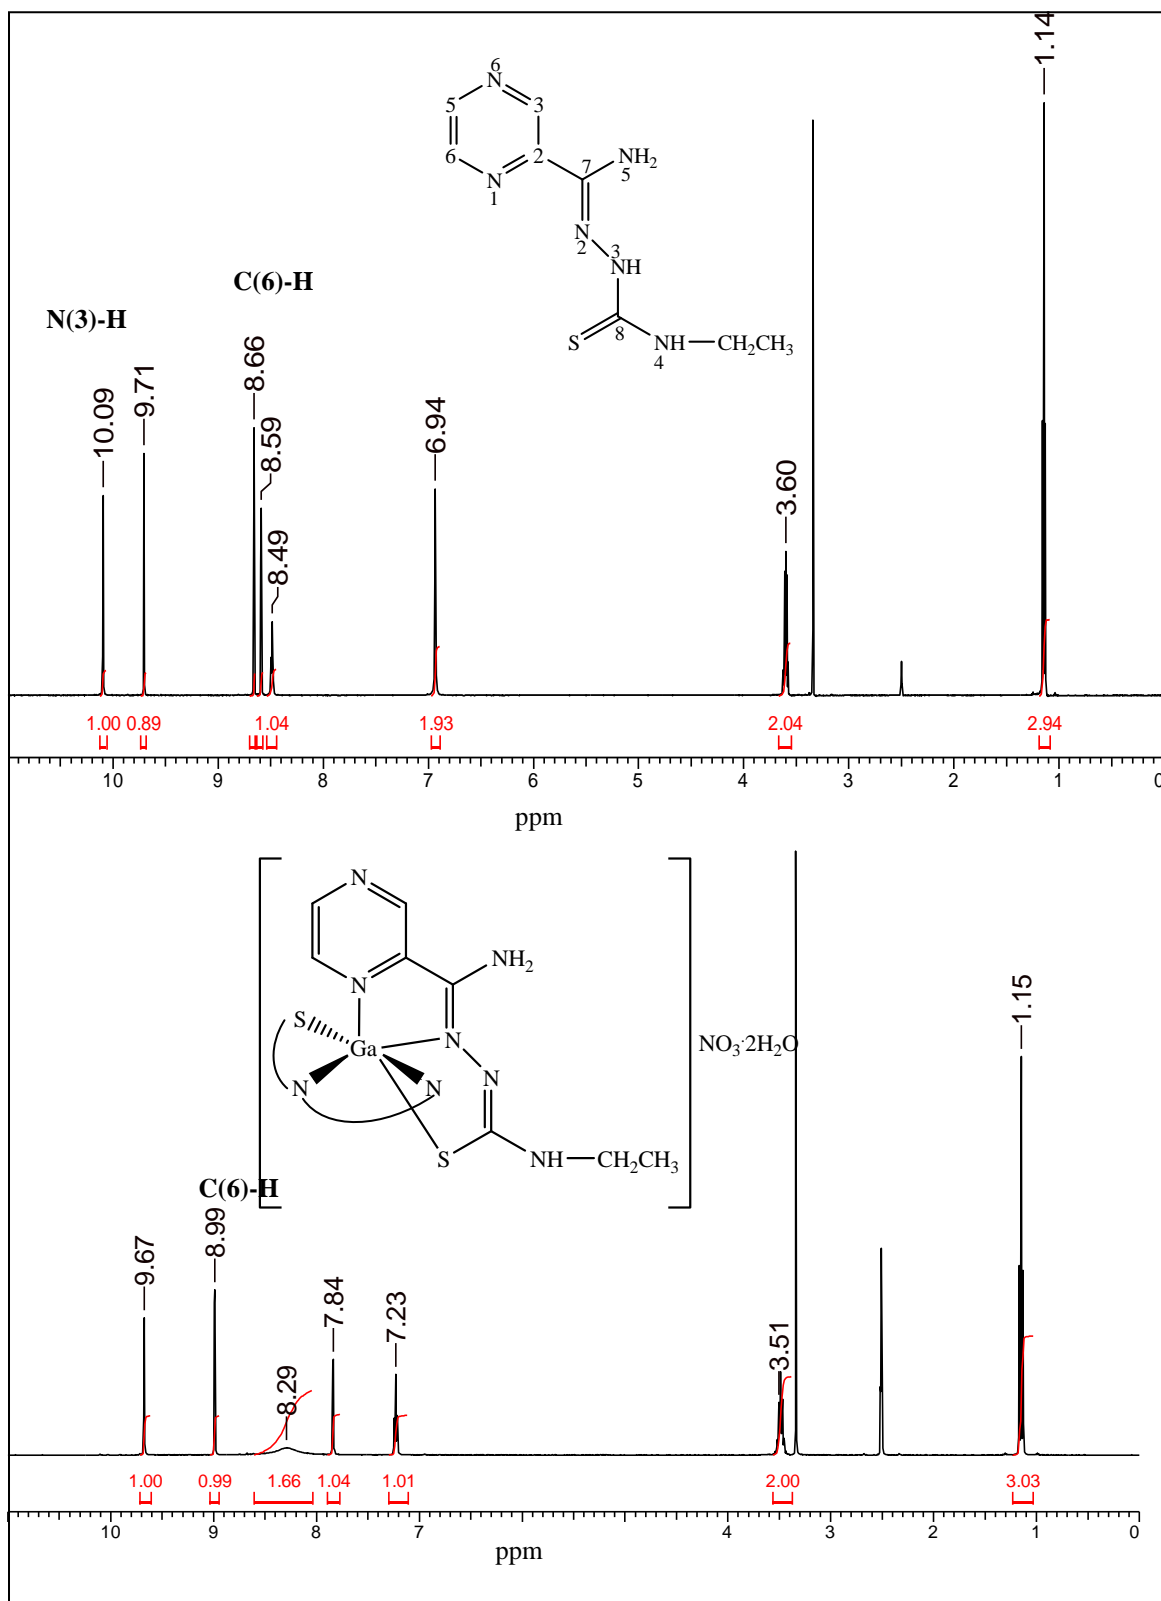 1.14
N
6
5
3
6
2
N
1
7
NH2
5
N
2
3
NH
S
8
NH
4
CH2CH3
C(6)-H
N(3)-H
10.09
9.71
8.66
8.59
8.49
6.94
3.60
1.00 0.89 1.04 1.93 2.04 2.94
10 9 8 7 6 5 4 3 2 1 0
ppm
N
NH2
N
S
Ga
N
N
N
N
S
NH
CH2CH3
NO3·2H2O
C(6)-H
9.67
8.99
8.29
7.84
7.23
3.51
1.15
1.00 0.99 1.66 1.04 1.01 2.00 3.03
10 9 8 7 3 2 1 0
ppm